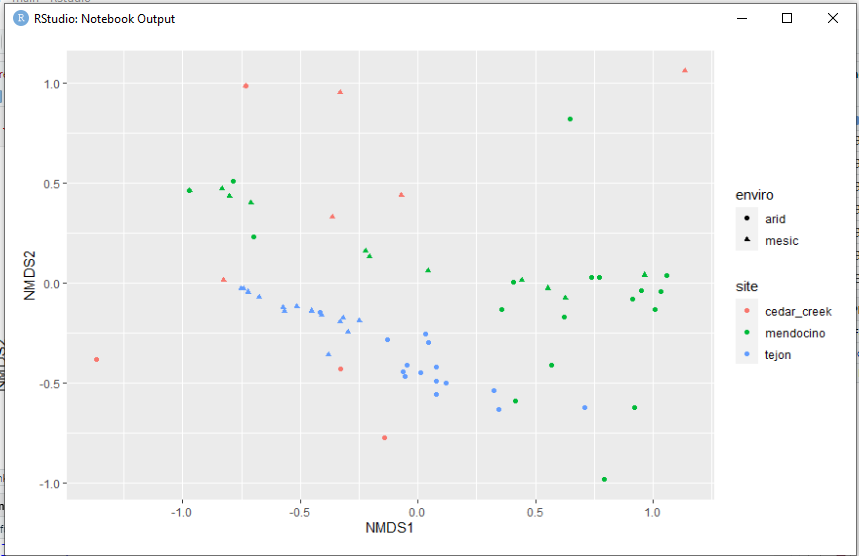 RStudio: Notebook Output
1.0
0.5
0.0
-0.5
-1.0
NMDS2
-1.0
-0.5
0.0
0.5
1.0
NMDS1
enviro
arid
mesic
site
cedar_creek
mendocino
tejon